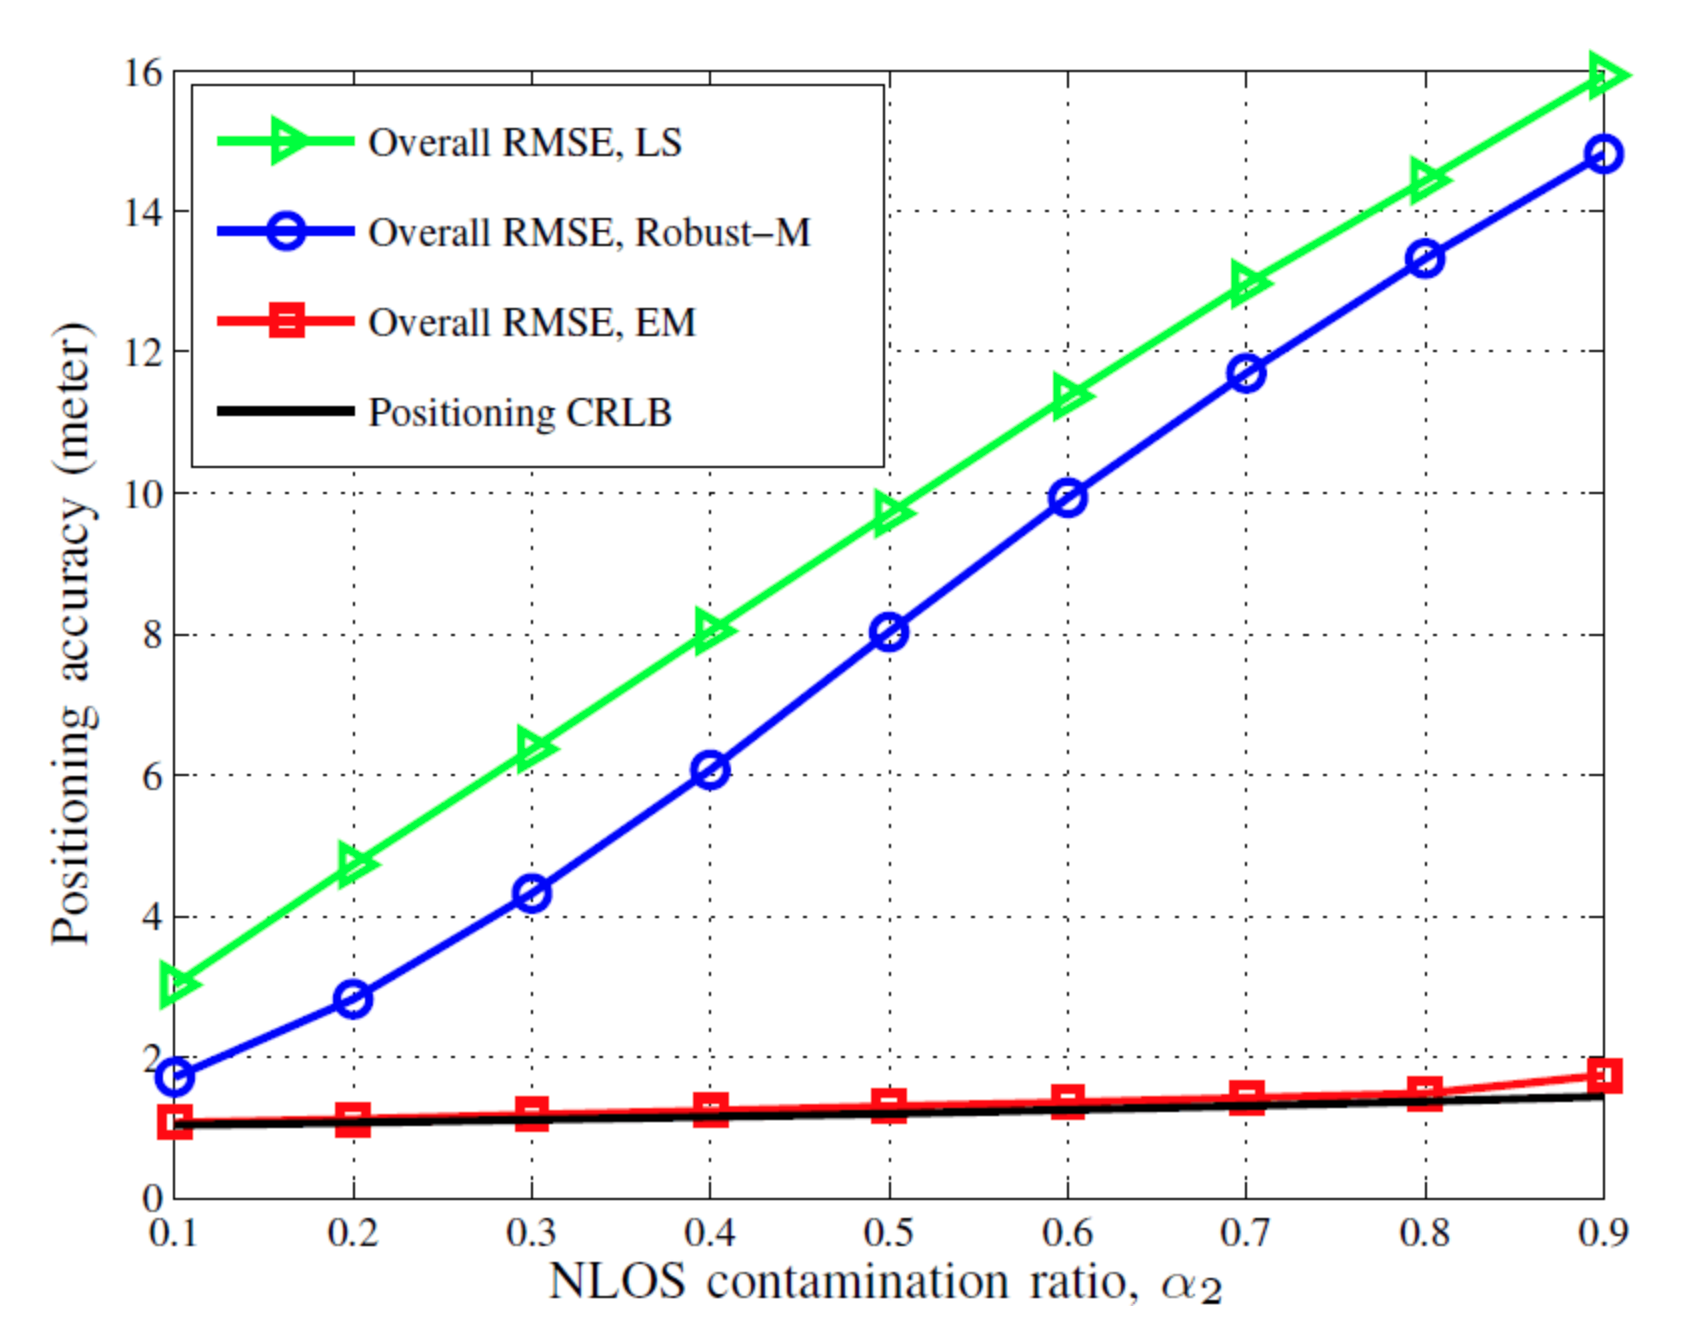 16
14
12
10
8
6
4
2
0
Overall RMSE, LS
Overall RMSE, Robust−M
Overall RMSE, EM
Positioning CRLB
Positioning accuracy (meter)
0.1 0.2 0.3 0.4 0.5 0.6 0.7 0.8 0.9
NLOS contamination ratio, α₂